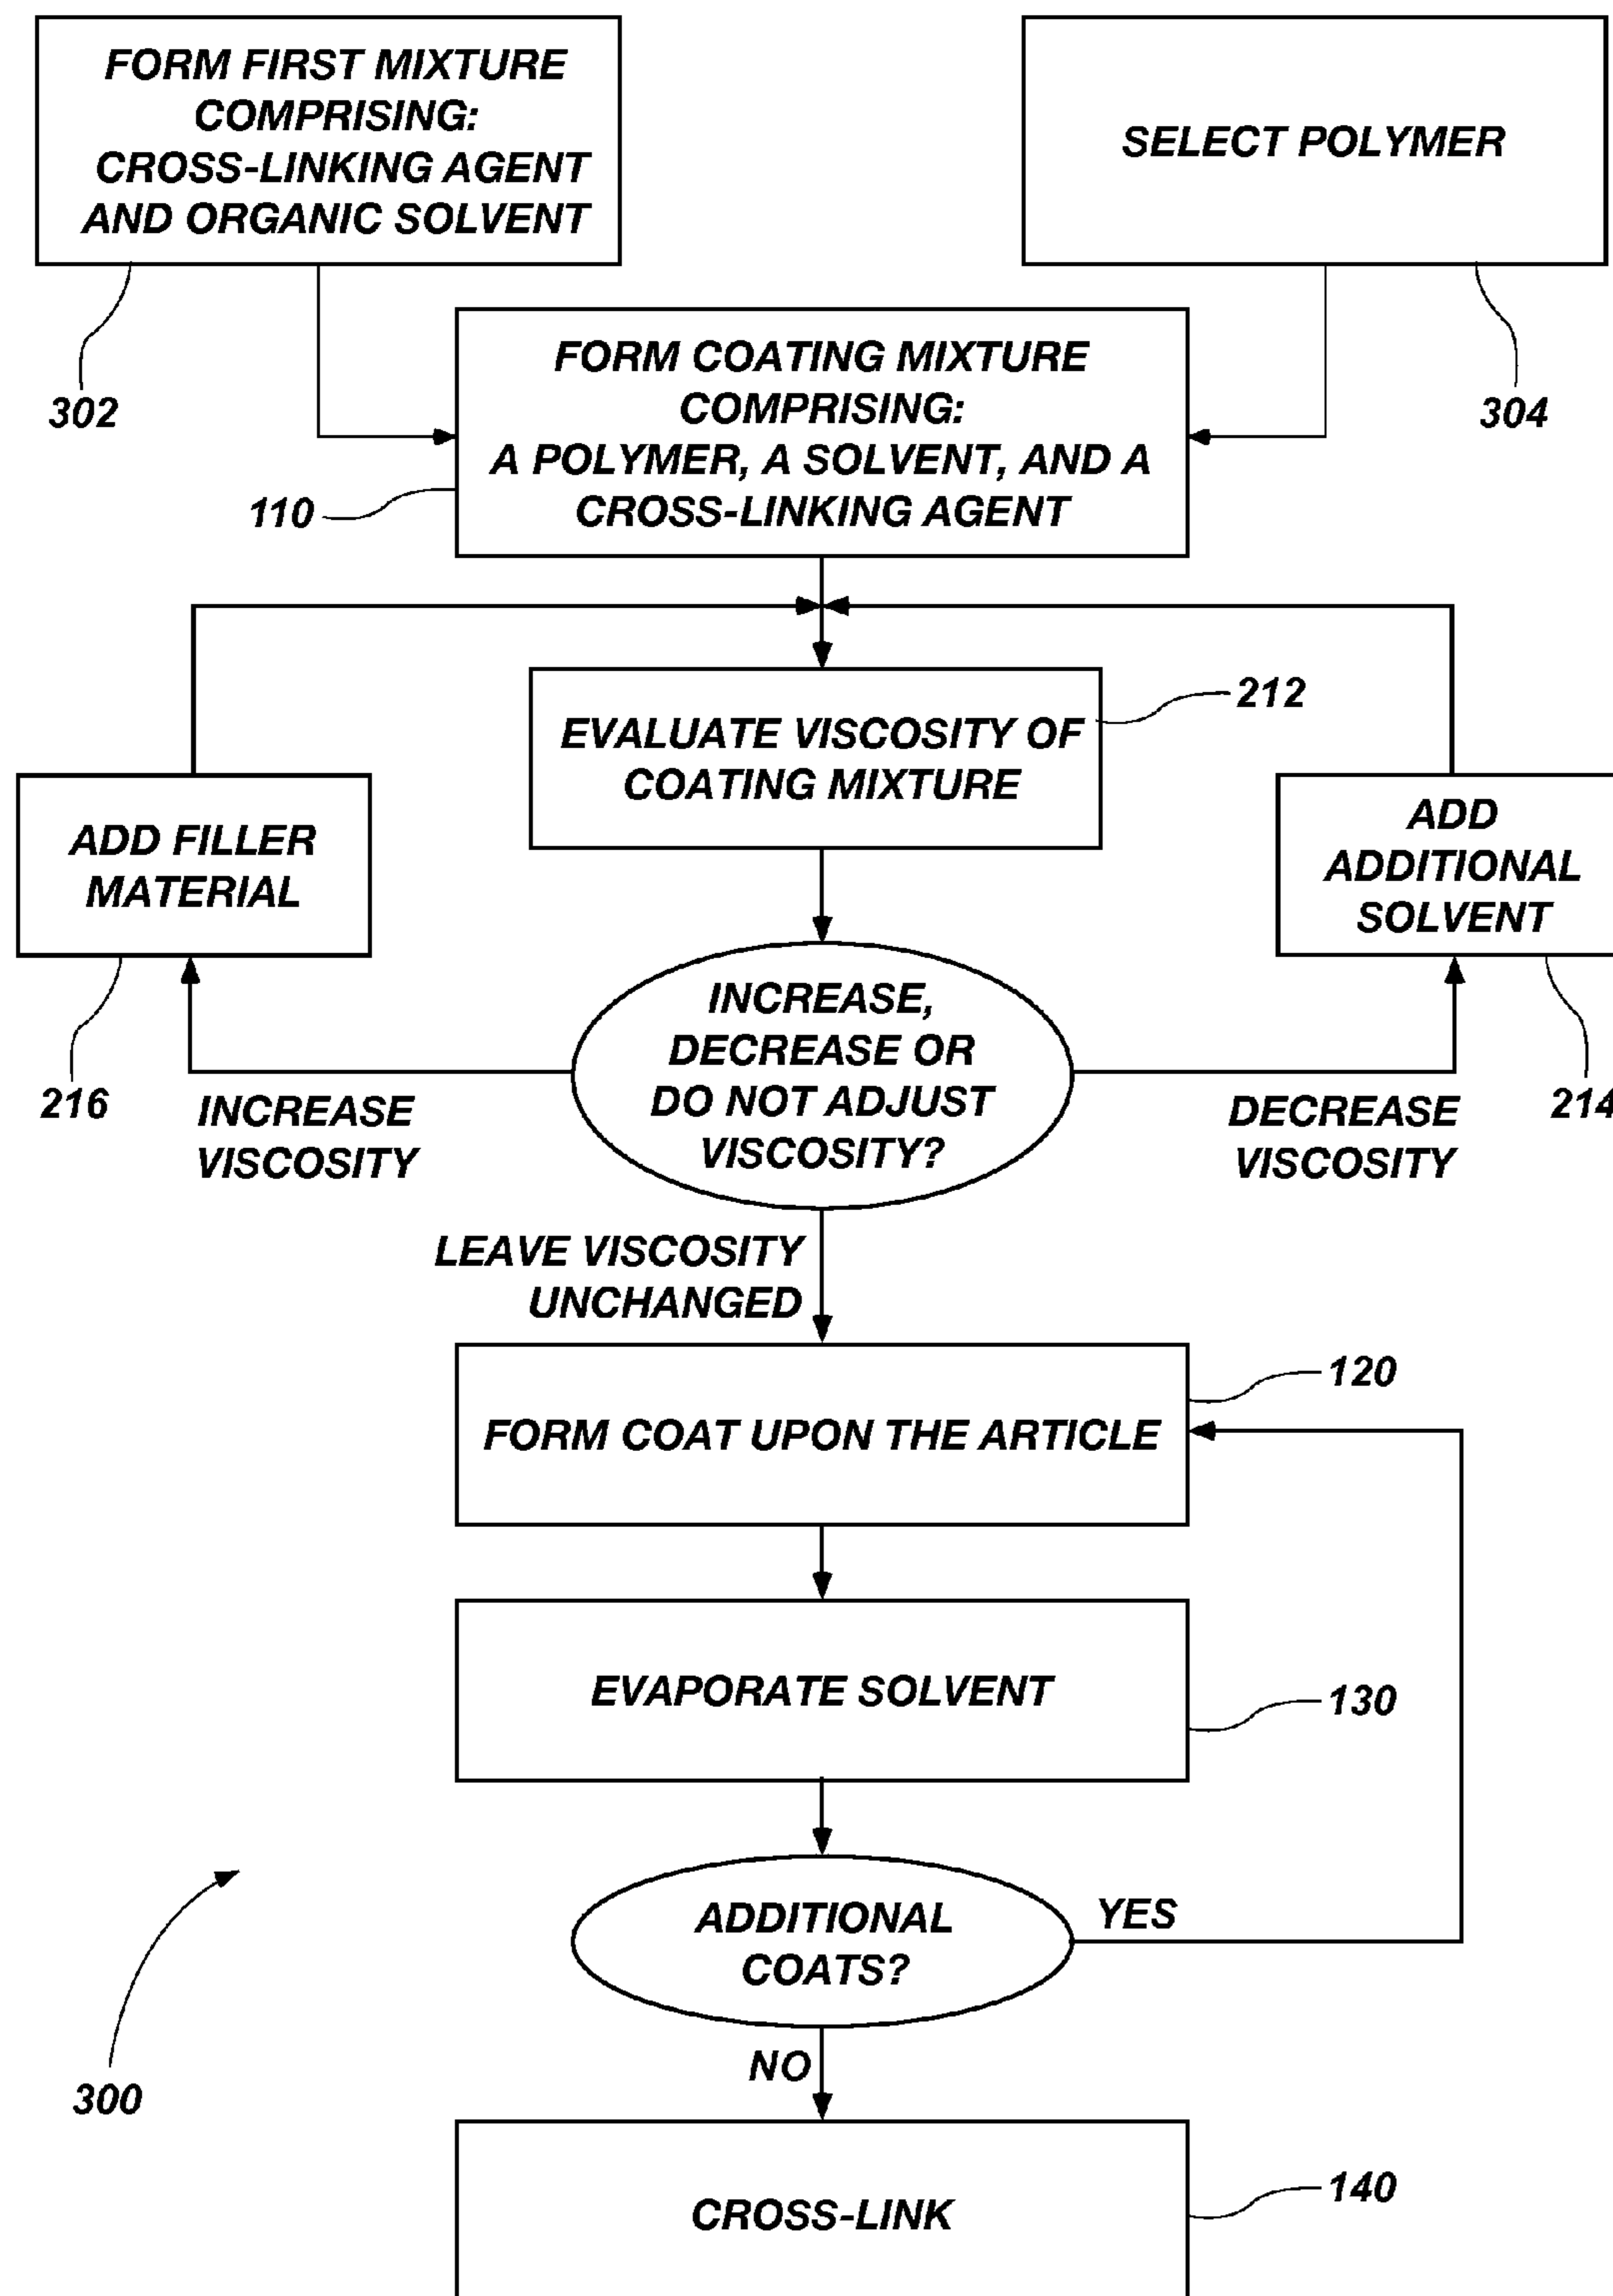 FORM FIRST MIXTURE
COMPRISING:
CROSS-LINKING AGENT
AND ORGANIC SOLVENT
302
SELECT POLYMER
304
FORM COATING MIXTURE
COMPRISING:
A POLYMER, A SOLVENT, AND A
CROSS-LINKING AGENT
110
EVALUATE VISCOSITY OF
COATING MIXTURE
212
ADD FILLER
MATERIAL
216
ADD
ADDITIONAL
SOLVENT
214
INCREASE,
DECREASE OR
DO NOT ADJUST
VISCOSITY?
INCREASE
VISCOSITY
DECREASE
VISCOSITY
LEAVE VISCOSITY
UNCHANGED
FORM COAT UPON THE ARTICLE
120
EVAPORATE SOLVENT
130
ADDITIONAL
COATS?
YES
NO
300
CROSS-LINK
140